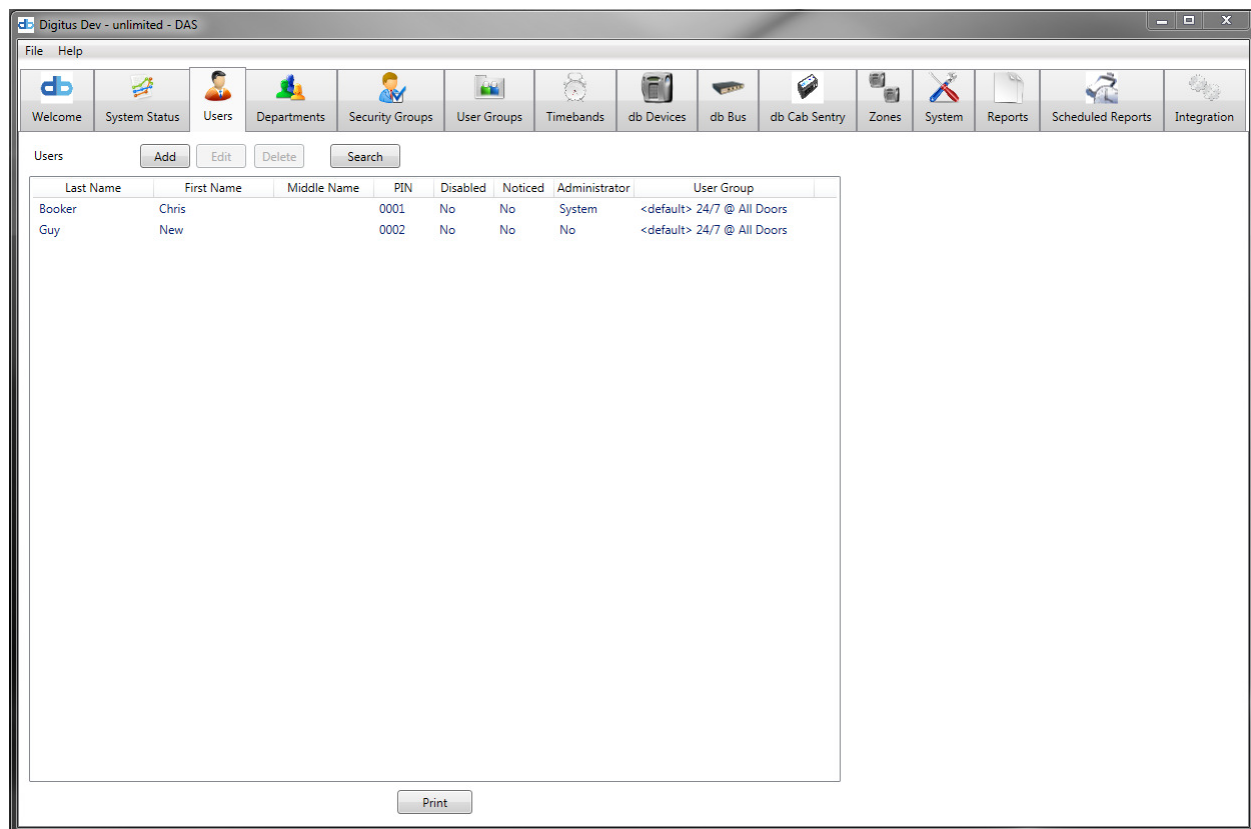 Digitus Dev - unlimited - DAS
File Help
db
Welcome System Status Users Departments Security Groups User Groups Timebands db Devices db Bus db Cab Sentry Zones System Reports Scheduled Reports Integration
Users Add Edit Delete Search
Last Name First Name Middle Name PIN Disabled Noticed Administrator User Group
Booker Chris 0001 No No System <default> 24/7 @ All Doors
Guy New 0002 No No No <default> 24/7 @ All Doors
Print